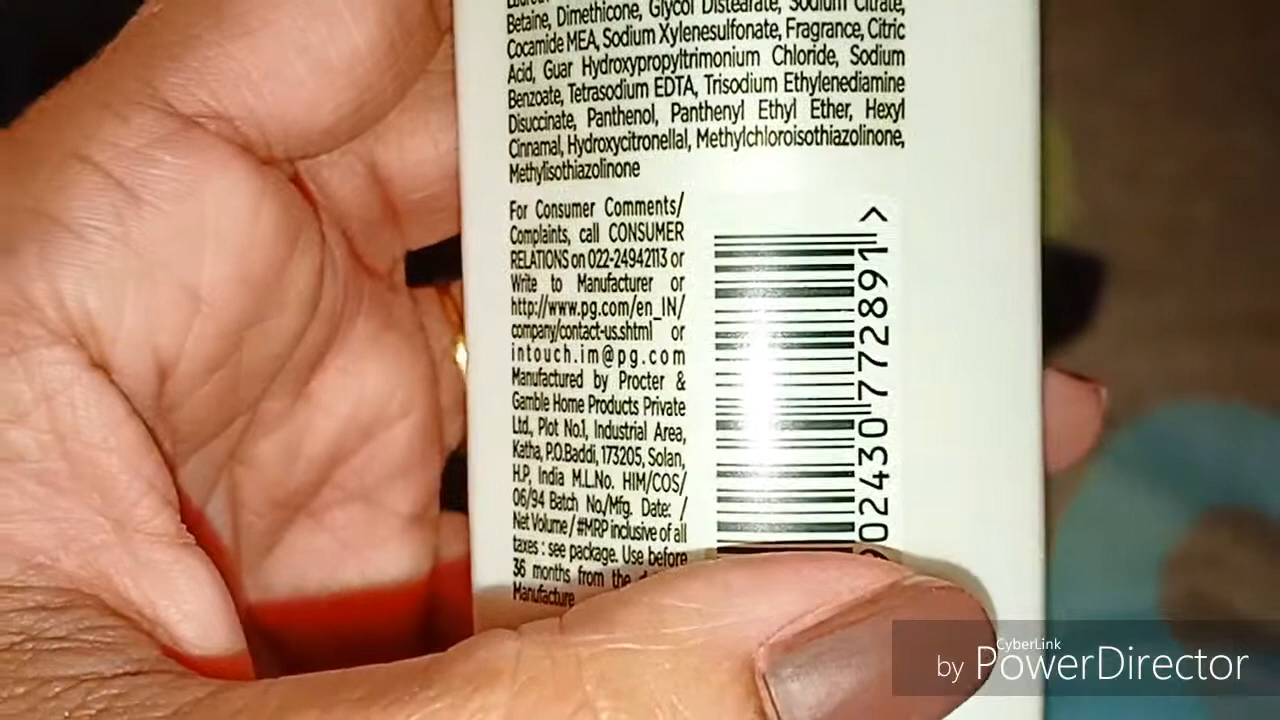 Betaine, Dimethicone, Glycol Distearate, Sodium Citrate,
Cocamide MEA, Sodium Xylenesulfonate, Fragrance, Citric
Acid, Guar Hydroxypropyltrimonium Chloride, Sodium
Benzoate, Tetrasodium EDTA, Trisodium Ethylenediamine
Disuccinate, Panthenol, Panthenyl Ethyl Ether, Hexyl
Cinnamal, Hydroxycitronellal, Methylchloroisothiazolinone,
Methylisothiazolinone
For Consumer Comments/
Complaints, call CONSUMER
RELATIONS on 022-24942113 or
Write to Manufacturer or
http://www.pg.com/en_IN/
company/contact-us.shtml or
intouch.im@pg.com
Manufactured by Procter &
Gamble Home Products Private
Ltd., Plot No.1, Industrial Area,
Katha, P.O.Baddi, 173205, Solan,
H.P, India M.L.No. HIM/COS/
06/94 Batch No./Mfg. Date: /
Net Volume / #MRP inclusive of all
taxes : see package. Use before
36 months from the
Manufacture
02430 772891 >
CyberLink
by PowerDirector